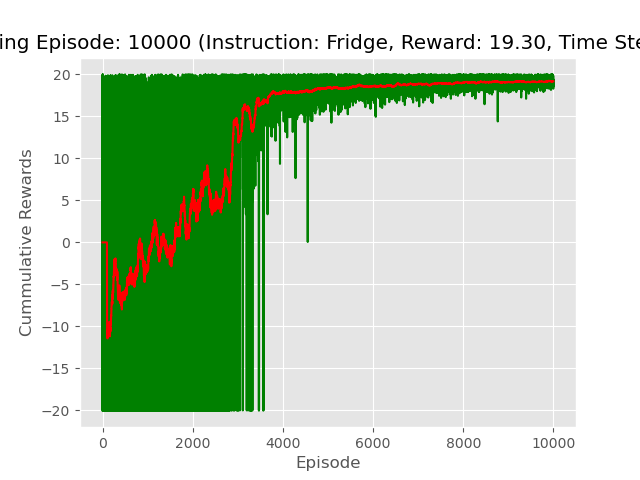 ing Episode: 10000 (Instruction: Fridge, Reward: 19.30, Time Ste
20
15
10
5
0
−5
−10
−15
−20
Cummulative Rewards
0 2000 4000 6000 8000 10000
Episode